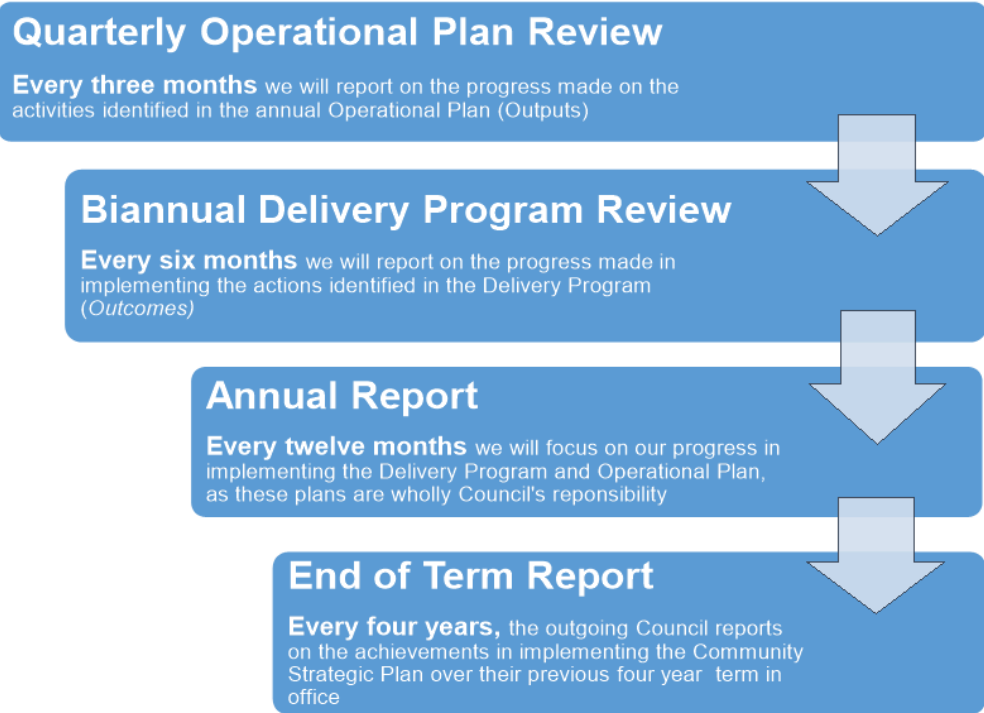 Quarterly Operational Plan Review
Every three months we will report on the progress made on the
activities identified in the annual Operational Plan (Outputs)
Biannual Delivery Program Review
Every six months we will report on the progress made in
implementing the actions identified in the Delivery Program
(Outcomes)
Annual Report
Every twelve months we will focus on our progress in
implementing the Delivery Program and Operational Plan,
as these plans are wholly Council's reponsibility
End of Term Report
Every four years, the outgoing Council reports
on the achievements in implementing the Community
Strategic Plan over their previous four year term in
office